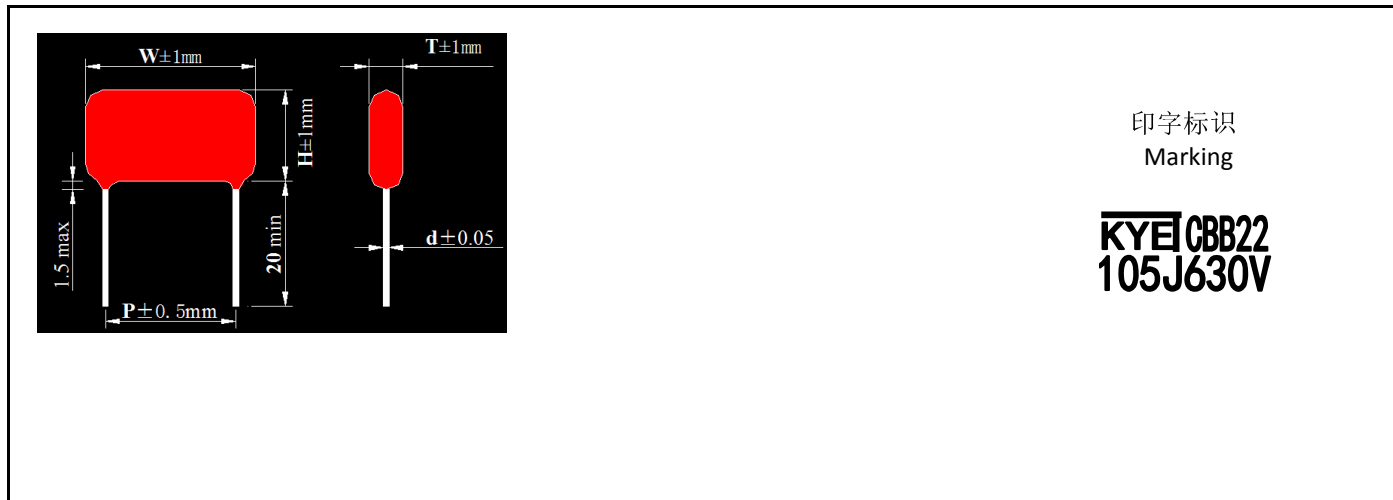 W±1mm
T±1mm
H±1mm
1.5 max
20 min
d±0.05
P±0.5mm
印字标识
Marking
KYET CBB22
105J630V